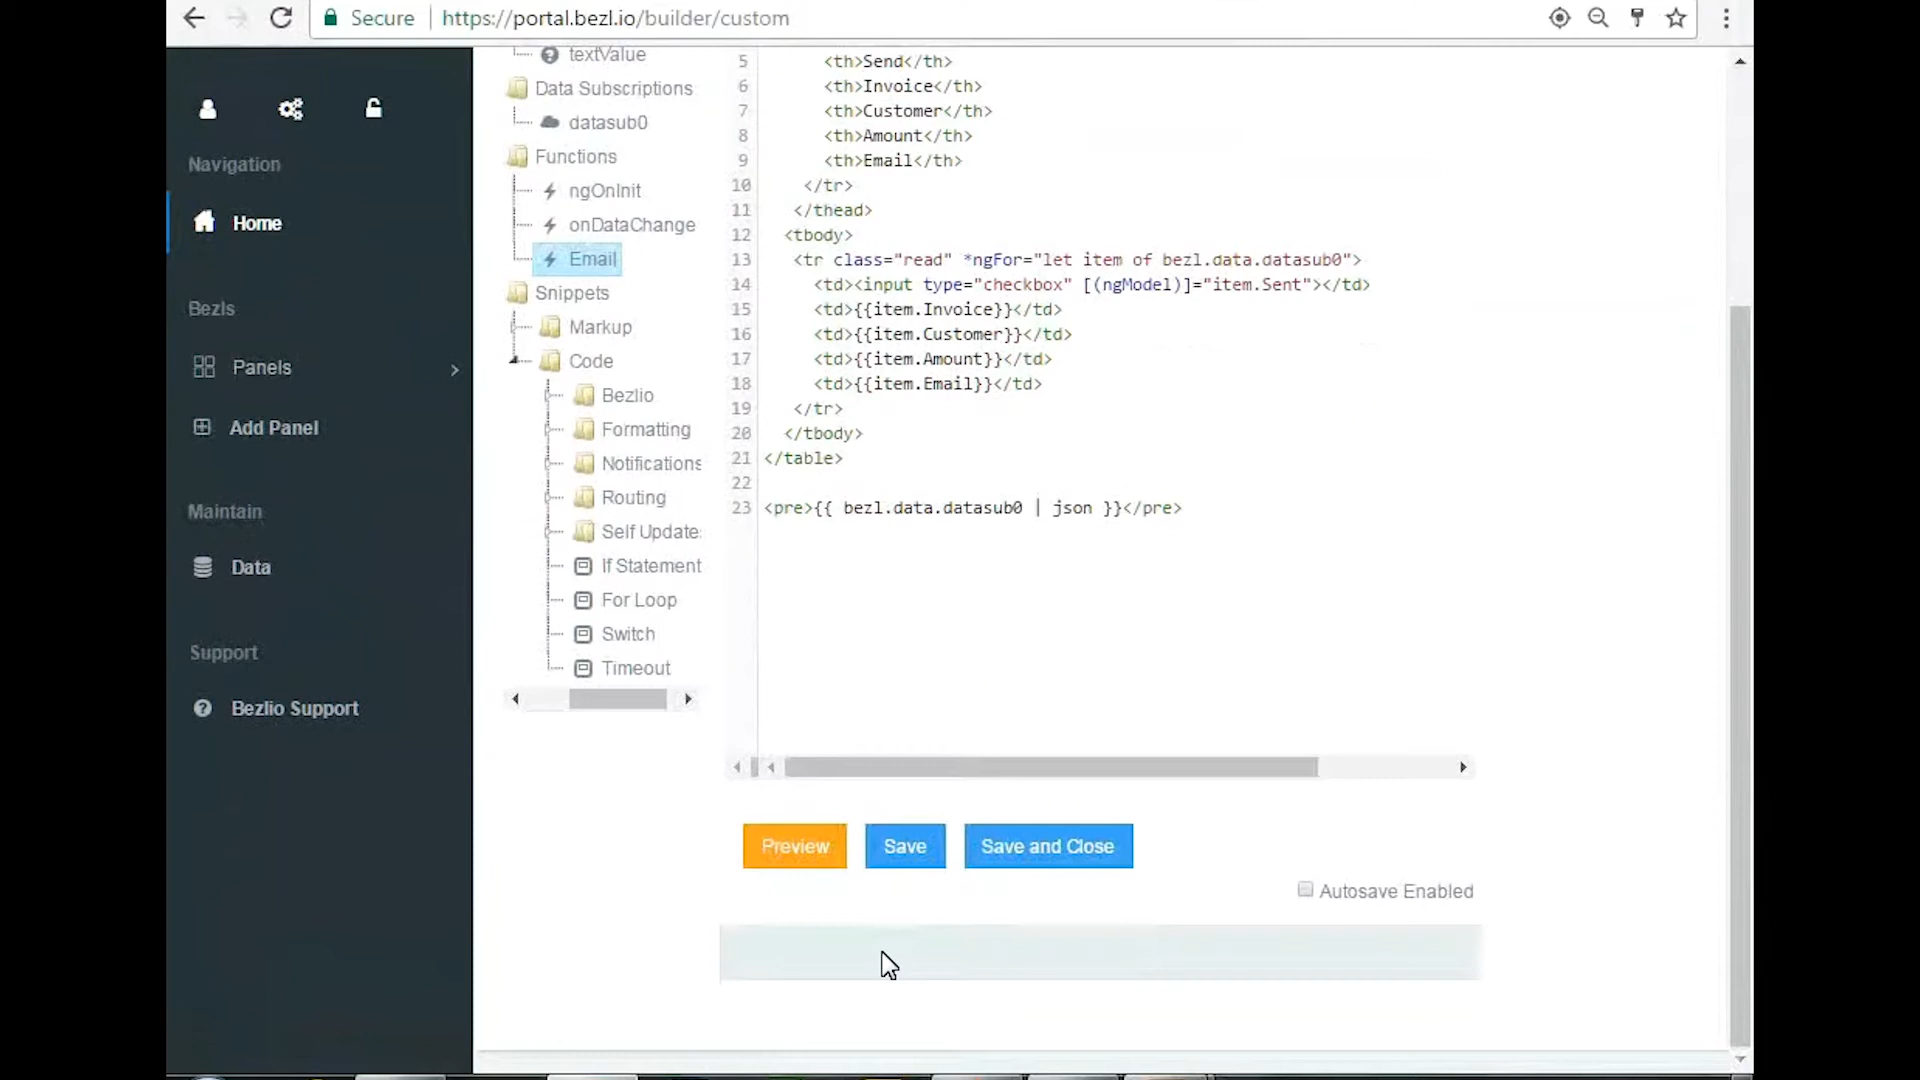 Secure
https://portal.bezl.io/builder/custom
Navigation
Home
Bezls
Panels
Add Panel
Maintain
Data
Support
Bezlio Support
textValue
Data Subscriptions
datasub0
Functions
ngOnInit
onDataChange
Email
Snippets
Markup
Code
Bezlio
Formatting
Notifications
Routing
Self Update
If Statement
For Loop
Switch
Timeout
5 <th>Send</th>
6 <th>Invoice</th>
7 <th>Customer</th>
8 <th>Amount</th>
9 <th>Email</th>
10 </tr>
11 </thead>
12 <tbody>
13 <tr class="read" *ngFor="let item of bezl.data.datasub0">
14 <td><input type="checkbox" [(ngModel)]="item.Sent"></td>
15 <td>{{item.Invoice}}</td>
16 <td>{{item.Customer}}</td>
17 <td>{{item.Amount}}</td>
18 <td>{{item.Email}}</td>
19 </tr>
20 </tbody>
21 </table>
22
23 <pre>{{ bezl.data.datasub0 | json }}</pre>
Preview
Save
Save and Close
Autosave Enabled